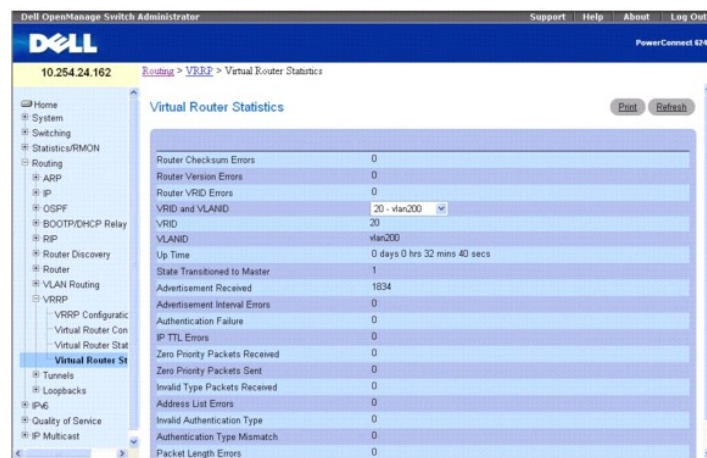 Dell OpenManage Switch Administrator
Support Help About Log Out
DELL
PowerConnect 624
10.254.24.162
Routing > VRRP > Virtual Router Statistics
Home
System
Switching
Statistics/RMON
Routing
ARP
IP
OSPF
BOOTP/DHCP Relay
RIP
Router Discovery
Router
VLAN Routing
VRRP
VRRP Configuratic
Virtual Router Con
Virtual Router Stat
Virtual Router St
Tunnels
Loopbacks
IPv6
Quality of Service
IP Multicast
Virtual Router Statistics
Print Refresh
Router Checksum Errors 0
Router Version Errors 0
Router VRID Errors 0
VRID and VLANID 20 - vlan200
VRID 20
VLANID vlan200
Up Time 0 days 0 hrs 32 mins 40 secs
State Transitioned to Master 1
Advertisement Received 1834
Advertisement Interval Errors 0
Authentication Failure 0
IP TTL Errors 0
Zero Priority Packets Received 0
Zero Priority Packets Sent 0
Invalid Type Packets Received 0
Address List Errors 0
Invalid Authentication Type 0
Authentication Type Mismatch 0
Packet Length Errors 0